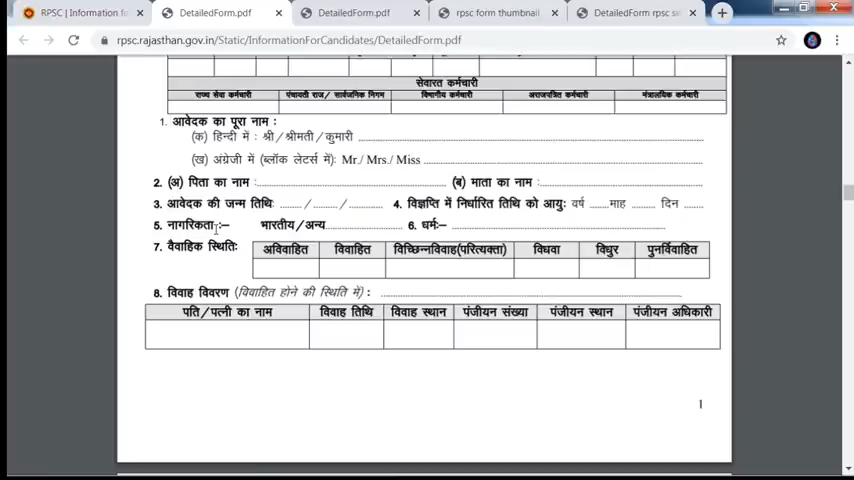 RPSC | Information fo
DetailedForm.pdf
DetailedForm.pdf
rpsc form thumbnail
DetailedForm rpsc si
rpsc.rajasthan.gov.in/Static/InformationForCandidates/DetailedForm.pdf
सेवारत कर्मचारी
राज्य सेवा कर्मचारी पंचायती राज/ सार्वजनिक निगम विभागीय कर्मचारी अराजपत्रित कर्मचारी मंत्रालयिक कर्मचारी
1. आवेदक का पूरा नाम :
(क) हिन्दी में : श्री/श्रीमती/कुमारी
(ख) अंग्रेजी में (ब्लॉक लेटर्स में): Mr./ Mrs./ Miss
2. (अ) पिता का नाम : (ब) माता का नाम :
3. आवेदक की जन्म तिथि: ........./ ........./ ............ 4. विज्ञप्ति में निर्धारित तिथि को आयु: वर्ष .......माह ......... दिन .......
5. नागरिकता :– भारतीय/अन्य 6. धर्मः–
7. वैवाहिक स्थितिः अविवाहित विवाहित विच्छिन्नविवाह(परित्यक्ता) विधवा विधुर पुनर्विवाहित
8. विवाह विवरण (विवाहित होने की स्थिति में) :
पति/पत्नी का नाम विवाह तिथि विवाह स्थान पंजीयन संख्या पंजीयन स्थान पंजीयन अधिकारी
1